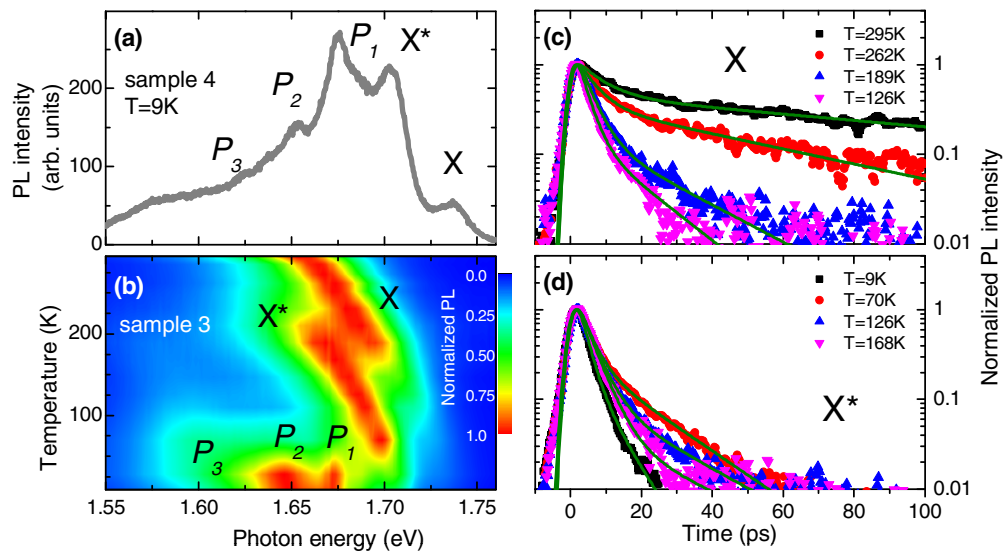 (a)
sample 4
T=9K
P3
P2
P1
X*
X
PL intensity
(arb. units)
200
100
0
(b)
sample 3
X*
X
P3
P2
P1
0.0
0.25
0.50
0.75
1.0
Normalized PL
Temperature (K)
200
100
1.55
1.60
1.65
1.70
1.75
Photon energy (eV)
(c)
X
T=295K
T=262K
T=189K
T=126K
1
0.1
0.01
(d)
X*
T=9K
T=70K
T=126K
T=168K
1
0.1
0.01
Normalized PL intensity
0
20
40
60
80
100
Time (ps)